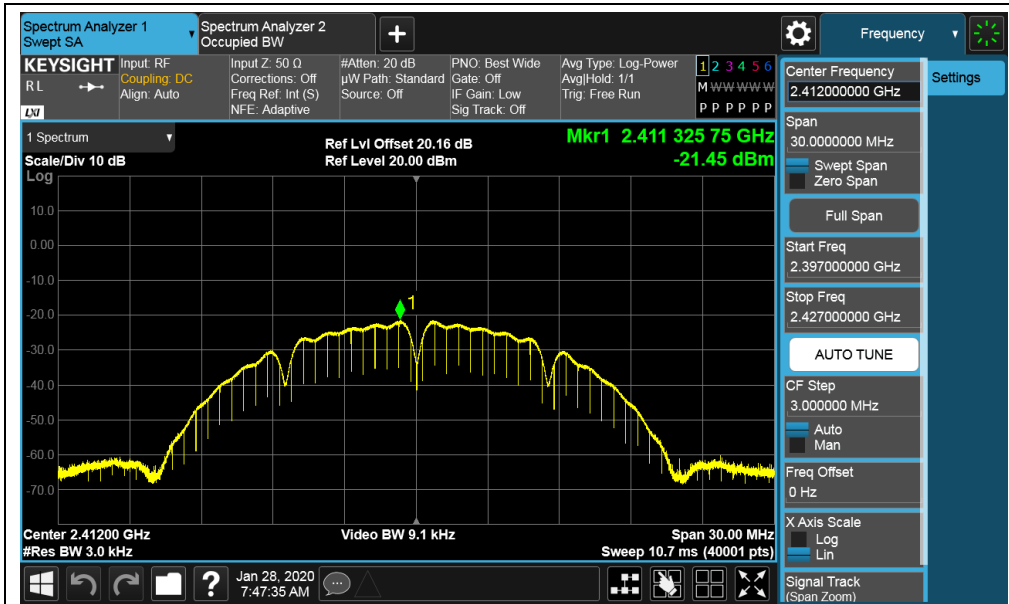 Spectrum Analyzer 1
Swept SA
Spectrum Analyzer 2
Occupied BW
Frequency
KEYSIGHT
R L
LXI
Input: RF
Coupling: DC
Align: Auto
Input Z: 50 Ω
Corrections: Off
Freq Ref: Int (S)
NFE: Adaptive
#Atten: 20 dB
µW Path: Standard
Source: Off
PNO: Best Wide
Gate: Off
IF Gain: Low
Sig Track: Off
Avg Type: Log-Power
Avg|Hold: 1/1
Trig: Free Run
1 2 3 4 5 6
M W W W W W
P P P P P P
1 Spectrum
Scale/Div 10 dB
Log
Ref Lvl Offset 20.16 dB
Ref Level 20.00 dBm
Mkr1 2.411 325 75 GHz
-21.45 dBm
10.0
0.00
-10.0
-20.0
-30.0
-40.0
-50.0
-60.0
-70.0
1
Center 2.41200 GHz
#Res BW 3.0 kHz
Video BW 9.1 kHz
Span 30.00 MHz
Sweep 10.7 ms (40001 pts)
Center Frequency
2.412000000 GHz
Span
30.0000000 MHz
Swept Span
Zero Span
Full Span
Start Freq
2.397000000 GHz
Stop Freq
2.427000000 GHz
AUTO TUNE
CF Step
3.000000 MHz
Auto
Man
Freq Offset
0 Hz
X Axis Scale
Log
Lin
Signal Track
(Span Zoom)
Settings
Jan 28, 2020
7:47:35 AM